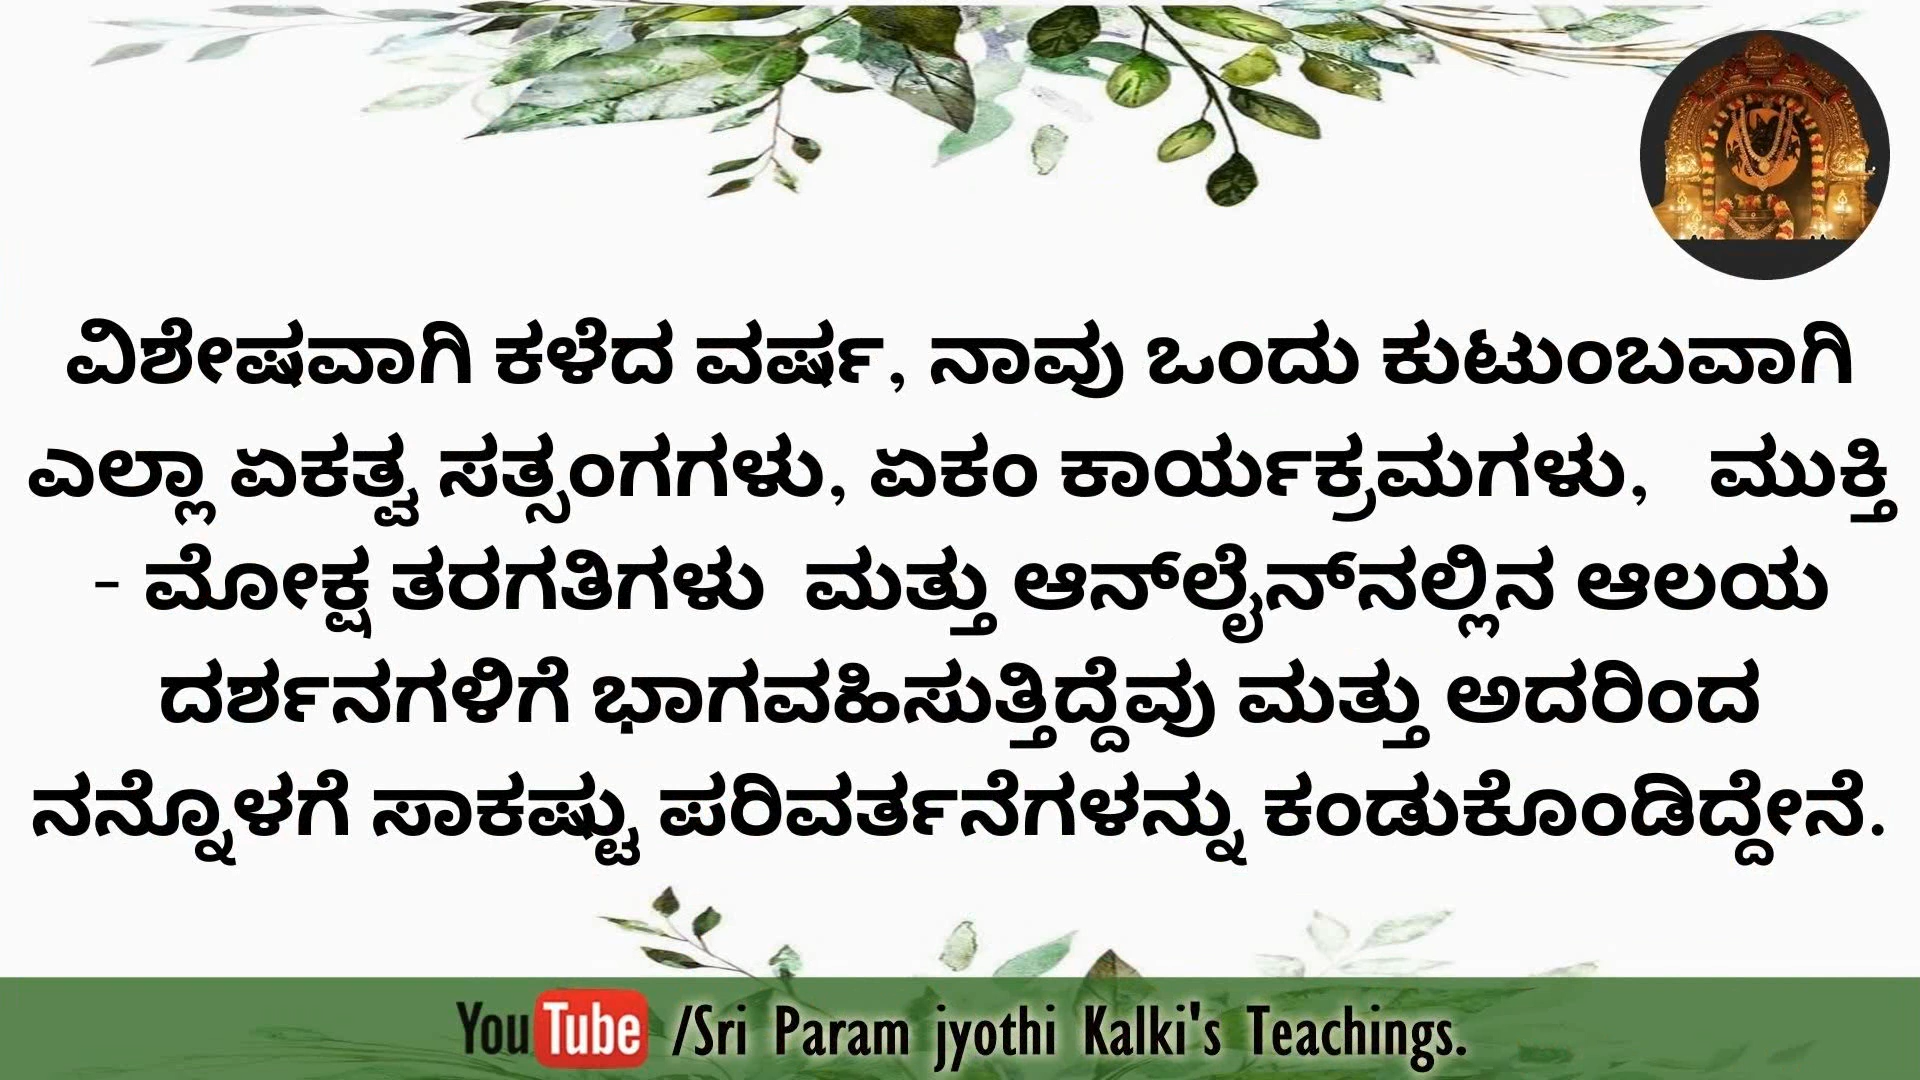 ವಿಶೇಷವಾಗಿ ಕಳೆದ ವರ್ಷ, ನಾವು ಒಂದು ಕುಟುಂಬವಾಗಿ
ಎಲ್ಲಾ ಏಕತ್ವ ಸತ್ಸಂಗಗಳು, ಏಕಂ ಕಾರ್ಯಕ್ರಮಗಳು, ಮುಕ್ತಿ
- ಮೋಕ್ಷ ತರಗತಿಗಳು ಮತ್ತು ಆನ್‌ಲೈನ್‌ನಲ್ಲಿನ ಆಲಯ
ದರ್ಶನಗಳಿಗೆ ಭಾಗವಹಿಸುತ್ತಿದ್ದೆವು ಮತ್ತು ಅದರಿಂದ
ನನ್ನೊಳಗೆ ಸಾಕಷ್ಟು ಪರಿವರ್ತನೆಗಳನ್ನು ಕಂಡುಕೊಂಡಿದ್ದೇನೆ.
YouTube /Sri Param jyothi Kalki's Teachings.